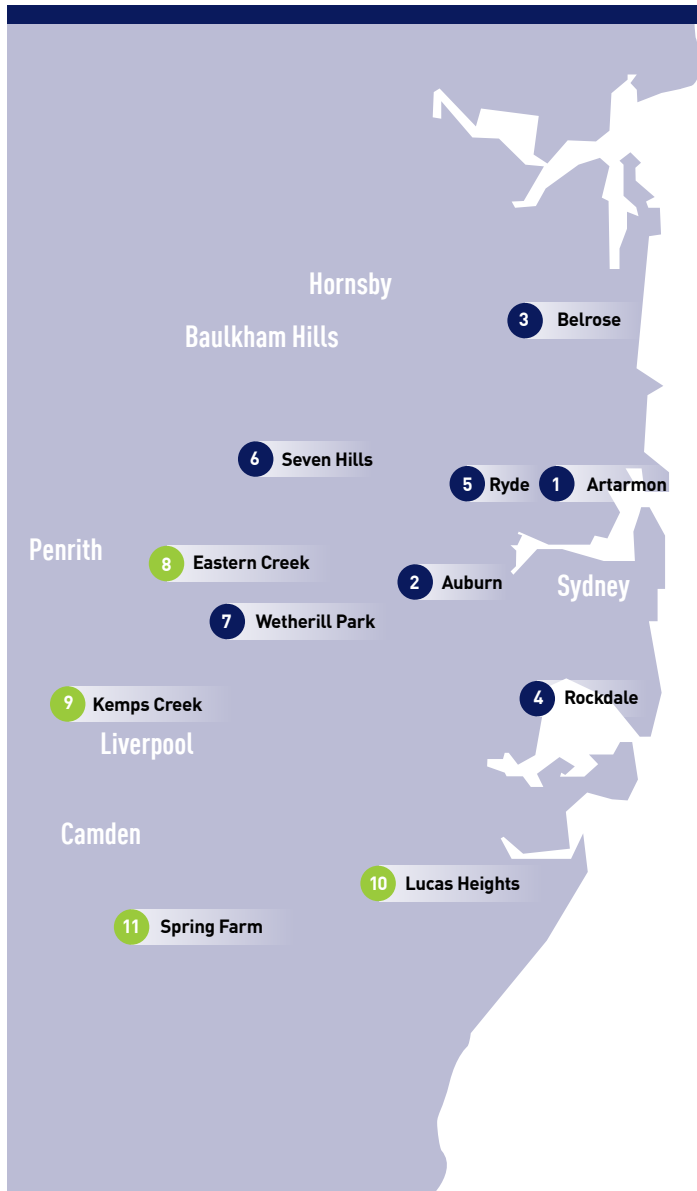 Hornsby
3 Belrose
Baulkham Hills
6 Seven Hills
5 Ryde
1 Artarmon
Penrith
8 Eastern Creek
2 Auburn
Sydney
7 Wetherill Park
9 Kemps Creek
4 Rockdale
Liverpool
Camden
10 Lucas Heights
11 Spring Farm